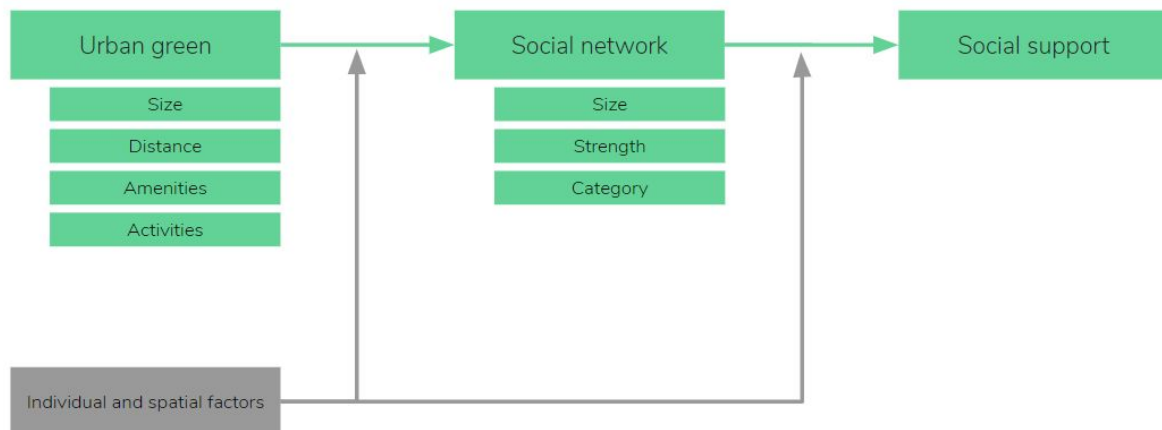 Urban green
Size
Distance
Amenities
Activities
Social network
Size
Strength
Category
Social support
Individual and spatial factors